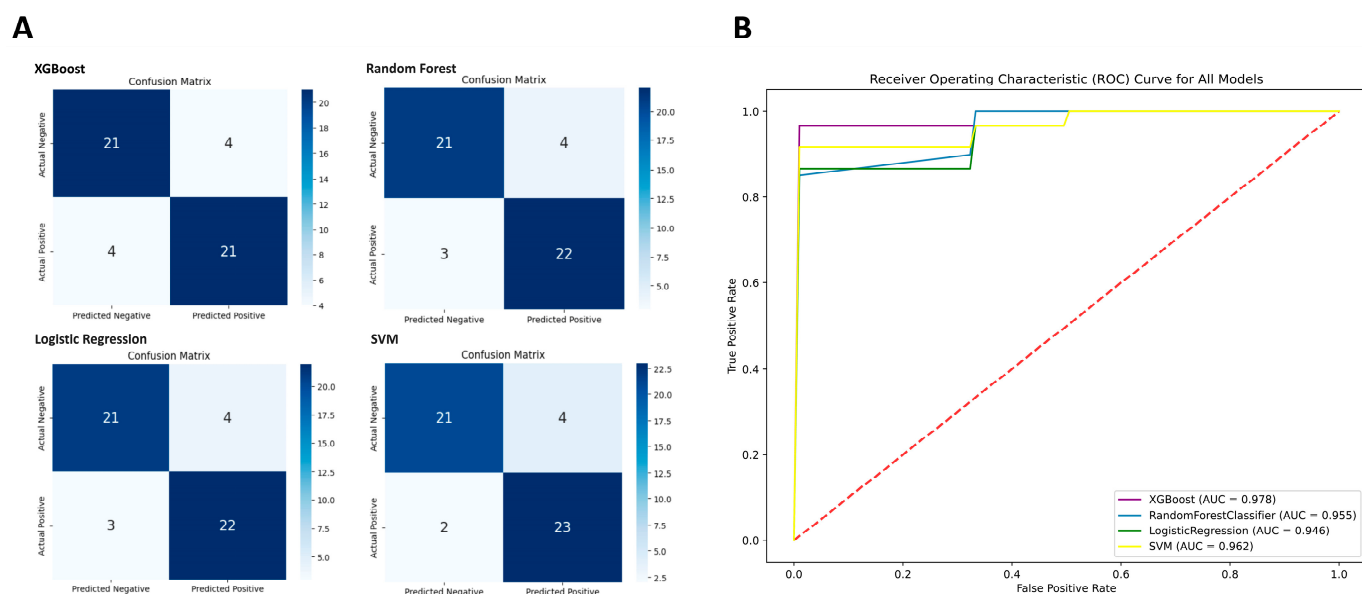 A
B
XGBoost
Confusion Matrix
Actual Negative
Actual Positive
21
4
4
21
Predicted Negative
Predicted Positive
20
18
16
14
12
10
8
6
4
Random Forest
Confusion Matrix
Actual Negative
Actual Positive
21
4
3
22
Predicted Negative
Predicted Positive
20.0
17.5
15.0
12.5
10.0
7.5
5.0
Logistic Regression
Confusion Matrix
Actual Negative
Actual Positive
21
4
3
22
Predicted Negative
Predicted Positive
20.0
17.5
15.0
12.5
10.0
7.5
5.0
SVM
Confusion Matrix
Actual Negative
Actual Positive
21
4
2
23
Predicted Negative
Predicted Positive
22.5
20.0
17.5
15.0
12.5
10.0
7.5
5.0
2.5
Receiver Operating Characteristic (ROC) Curve for All Models
True Positive Rate
1.0
0.8
0.6
0.4
0.2
0.0
0.0
0.2
0.4
0.6
0.8
1.0
False Positive Rate
XGBoost (AUC = 0.978)
RandomForestClassifier (AUC = 0.955)
LogisticRegression (AUC = 0.946)
SVM (AUC = 0.962)